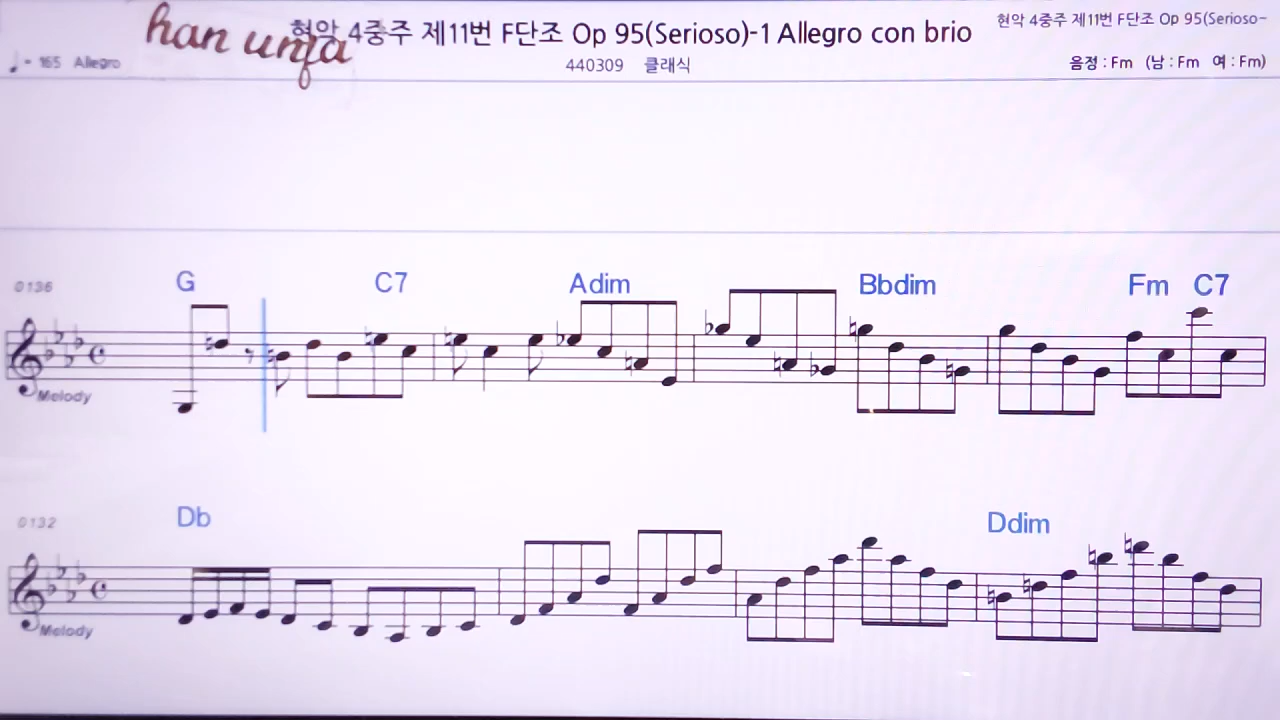 han unja
현악 4중주 제11번 F단조 Op 95(Serioso)-1 Allegro con brio
현악 4중주 제11번 F단조 Op 95(Serioso-
♩= 165 Allegro
440309 클래식
음정 : Fm (남 : Fm 여 : Fm)
0136 G C7 Adim Bbdim Fm C7
Melody
0132 Db Ddim
Melody